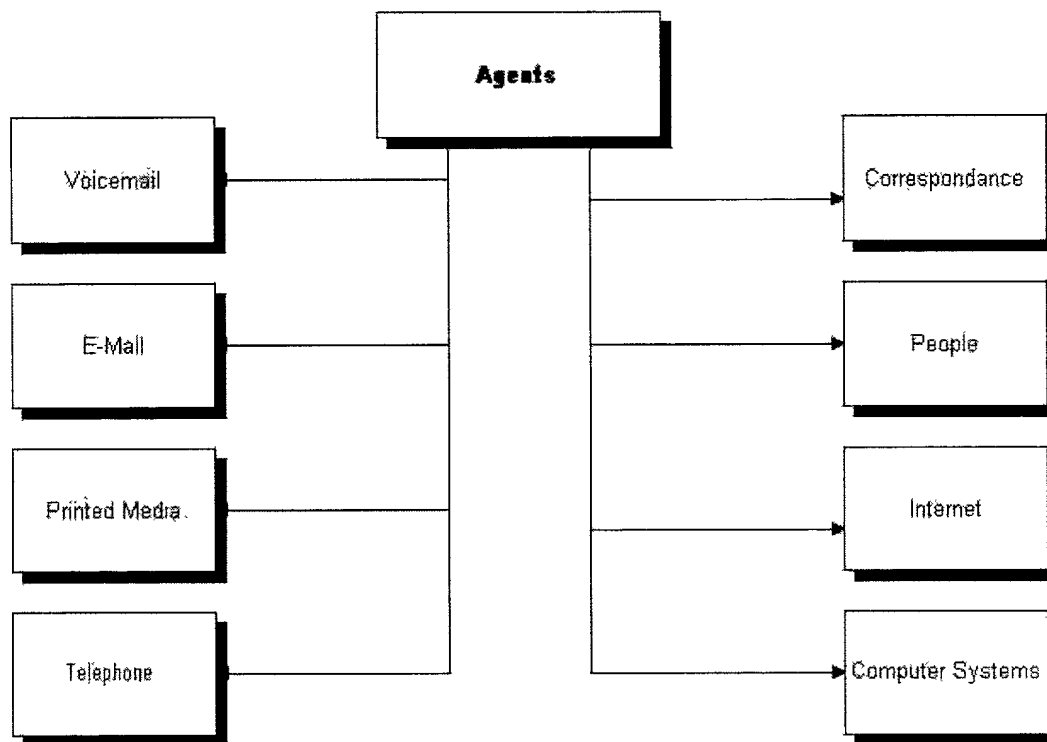 Agents
Voicemail
Correspondance
E-Mail
People
Printed Media
Internet
Telephone
Computer Systems